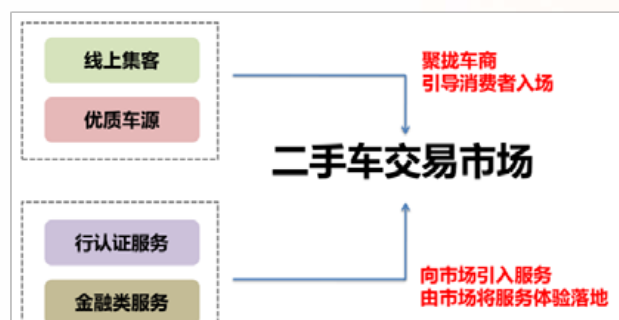 线上集客
优质车源
聚拢车商
引导消费者入场
二手车交易市场
行认证服务
金融类服务
向市场引入服务
由市场将服务体验落地